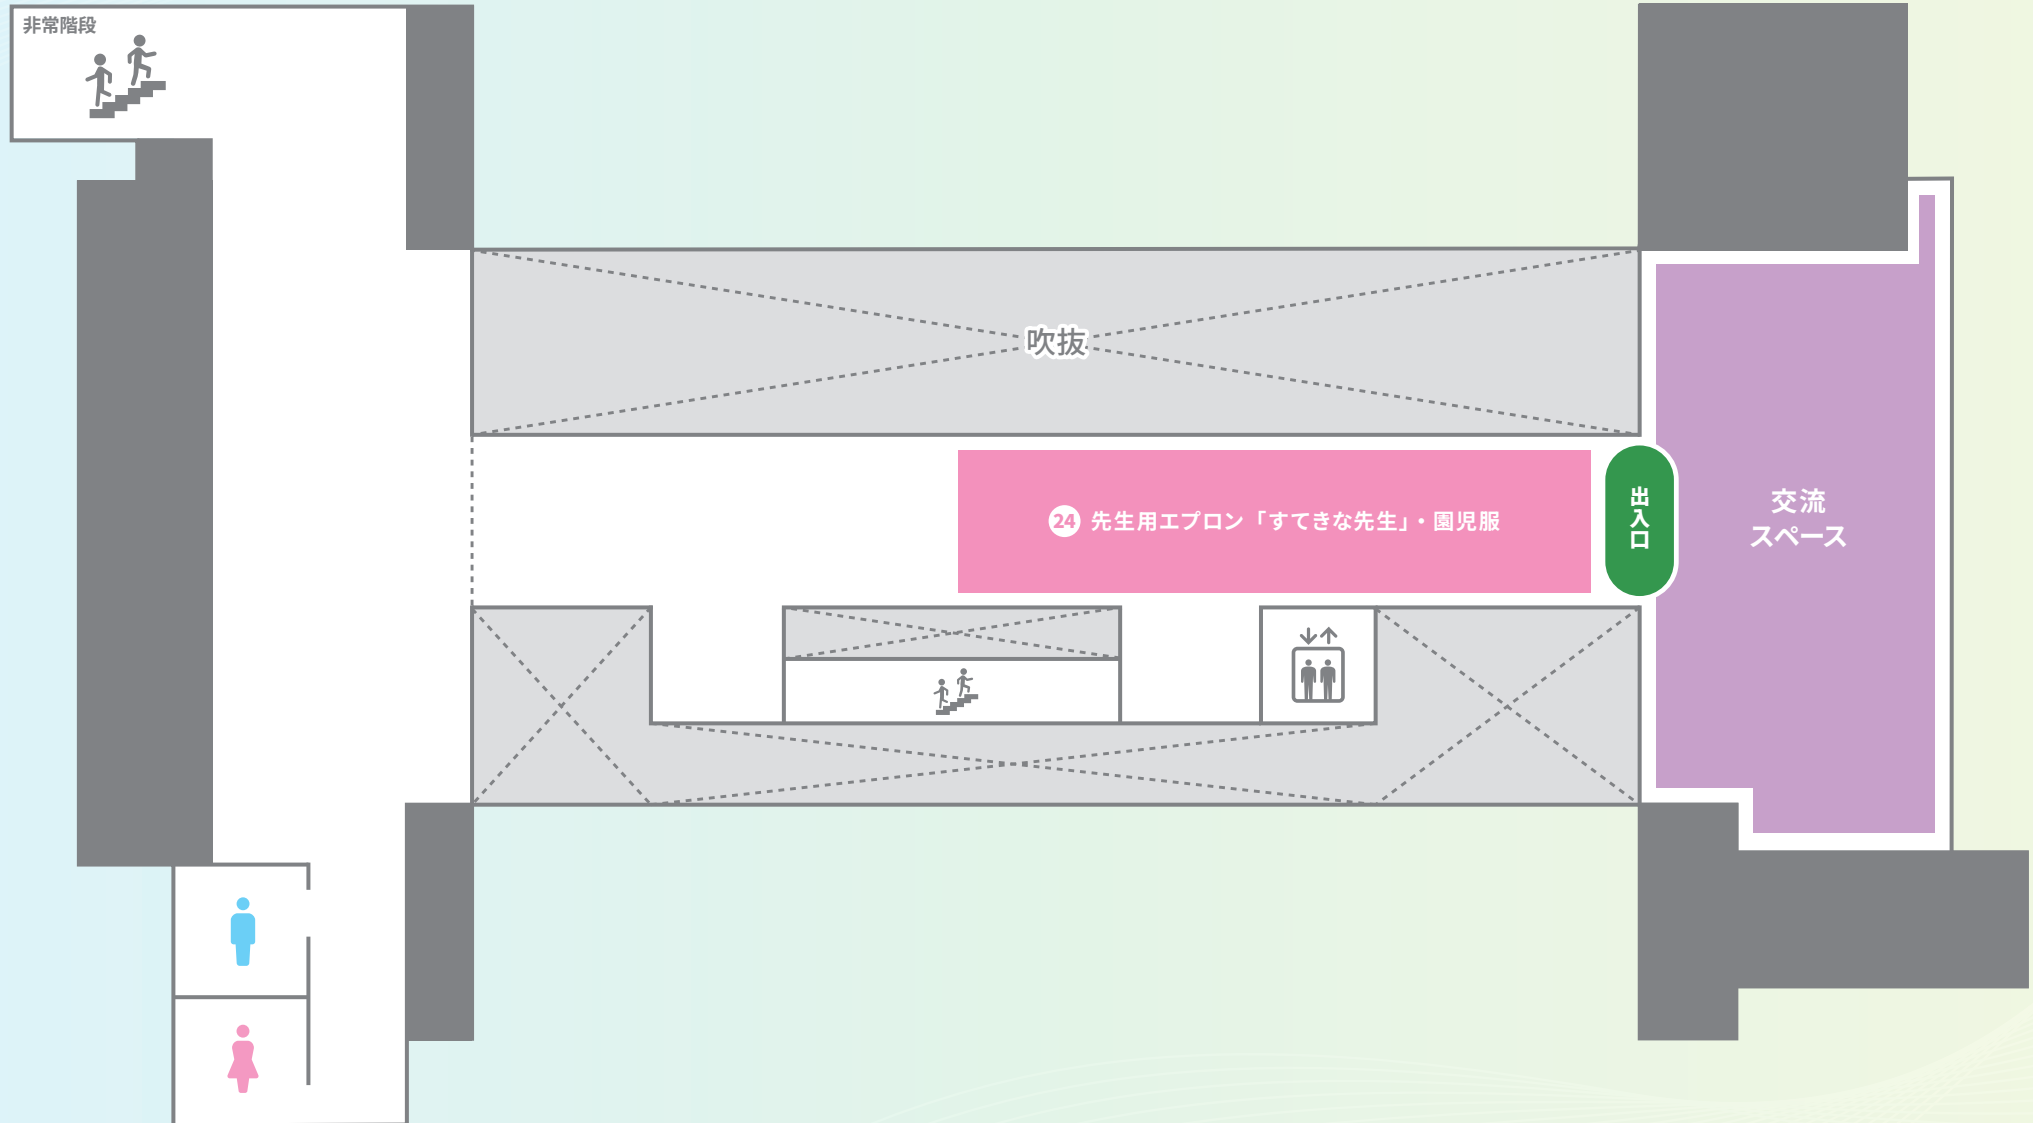 非常階段
吹抜
24 先生用エプロン「すてきな先生」・園児服
出入口
交流
スペース